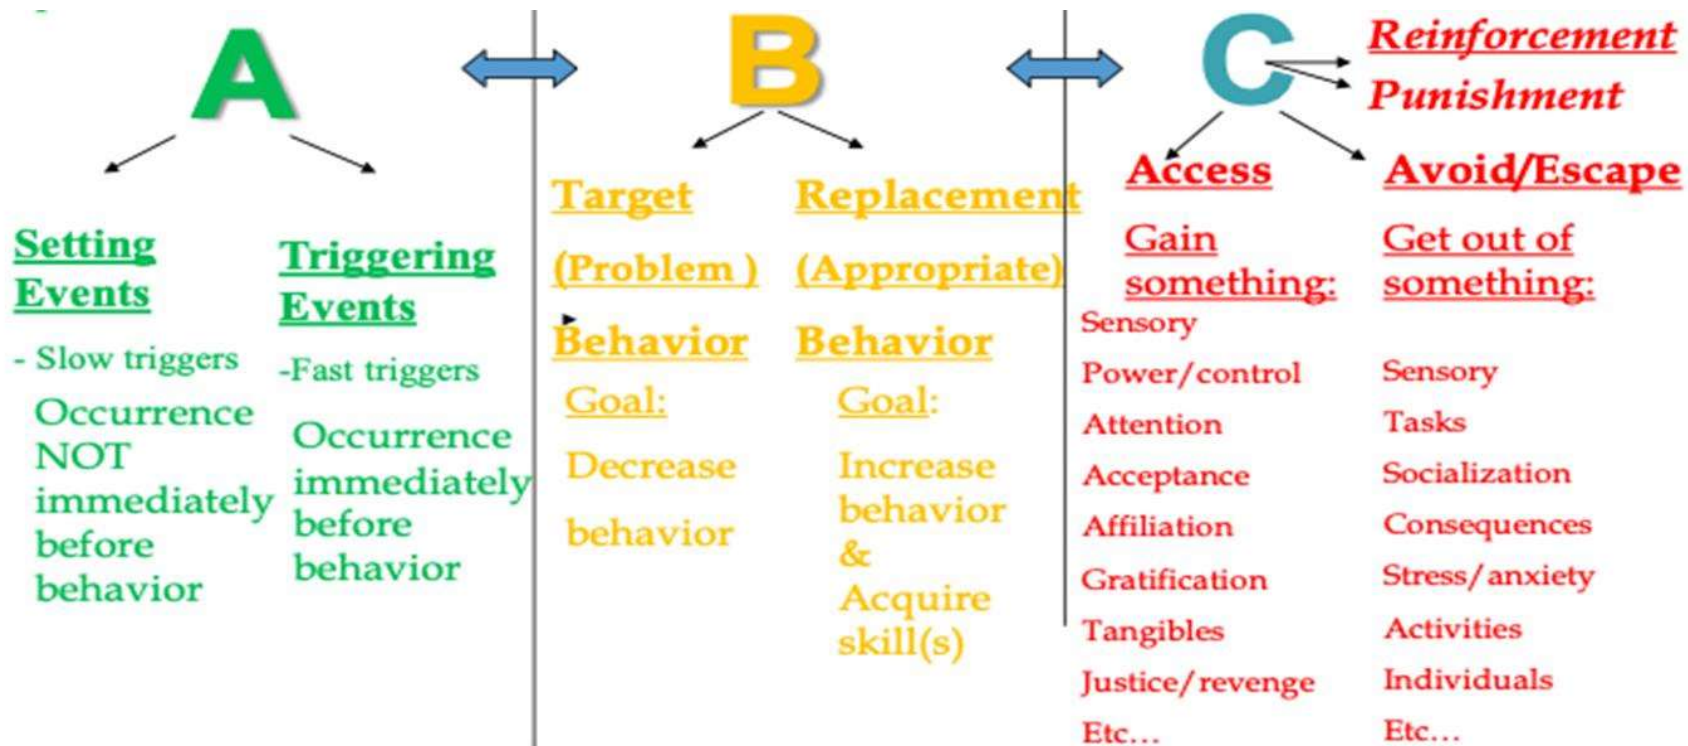 A
Setting
Events
- Slow triggers
Occurrence
NOT
immediately
before
behavior
Triggering
Events
-Fast triggers
Occurrence
immediately
before
behavior
B
Target
(Problem )
Behavior
Goal:
Decrease
behavior
Replacement
(Appropriate)
Behavior
Goal:
Increase
behavior
&
Acquire
skill(s)
C
Reinforcement
Punishment
Access
Gain
something:
Sensory
Power/control
Attention
Acceptance
Affiliation
Gratification
Tangibles
Justice/revenge
Etc...
Avoid/Escape
Get out of
something:
Sensory
Tasks
Socialization
Consequences
Stress/anxiety
Activities
Individuals
Etc...